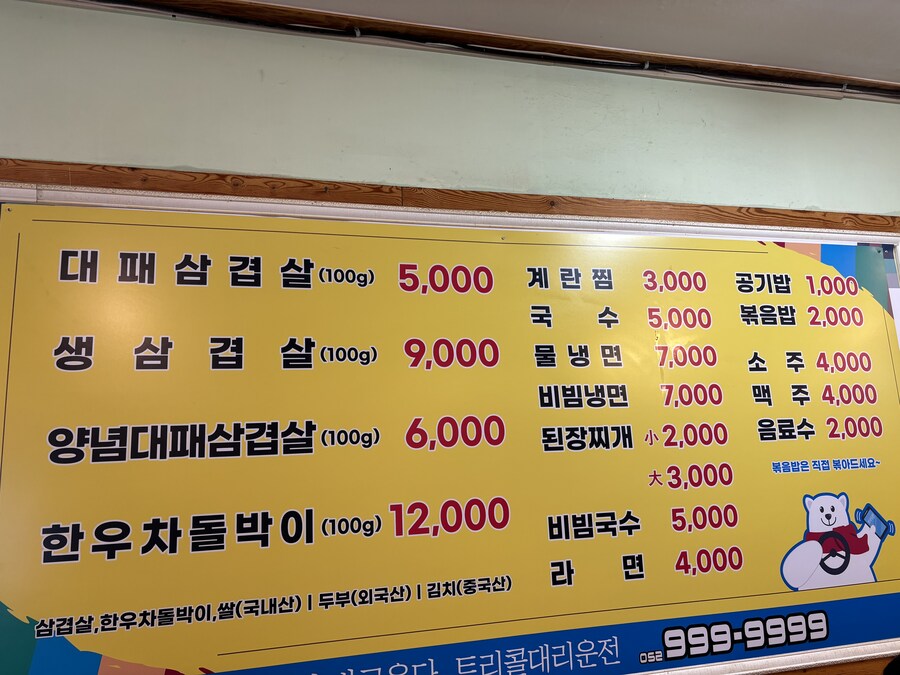 대패삼겹살(100g) 5,000
생삼겹살(100g) 9,000
양념대패삼겹살(100g) 6,000
한우차돌박이(100g) 12,000
계란찜 3,000
국수 5,000
물냉면 7,000
비빔냉면 7,000
된장찌개 小 2,000
大 3,000
비빔국수 5,000
라면 4,000
공기밥 1,000
볶음밥 2,000
소주 4,000
맥주 4,000
음료수 2,000
볶음밥은 직접 볶아드세요~
삼겹살,한우차돌박이,쌀(국내산) | 두부(외국산) | 김치(중국산)
트리콜대리운전 052 999-9999